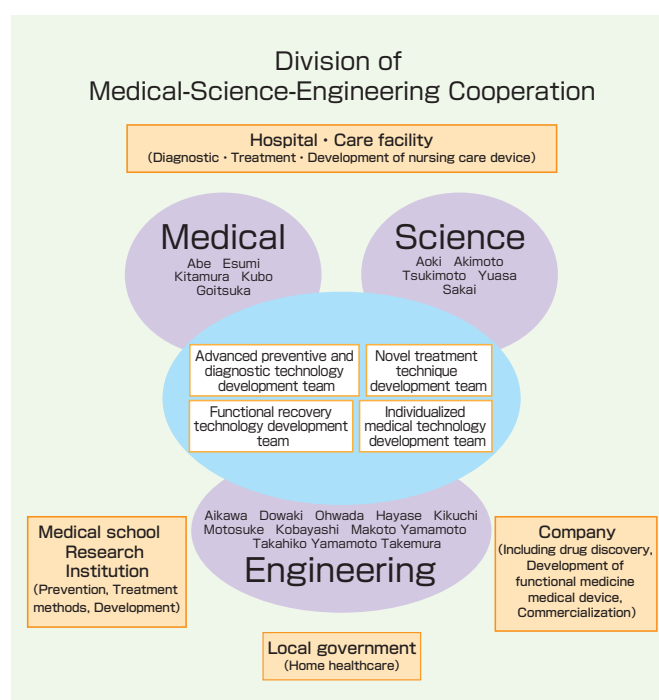 Division of
Medical-Science-Engineering Cooperation
Hospital・Care facility
(Diagnostic・Treatment・Development of nursing care device)
Medical
Abe Esumi
Kitamura Kubo
Goitsuka
Science
Aoki Akimoto
Tsukimoto Yuasa
Sakai
Advanced preventive and
diagnostic technology
development team
Novel treatment
technique
development team
Functional recovery
technology development
team
Individualized
medical technology
development team
Aikawa Dowaki Ohwada Hayase Kikuchi
Motosuke Kobayashi Makoto Yamamoto
Takahiko Yamamoto Takemura
Engineering
Medical school
Research
Institution
(Prevention, Treatment
methods, Development)
Company
(Including drug discovery,
Development of
functional medicine
medical device,
Commercialization)
Local government
(Home healthcare)